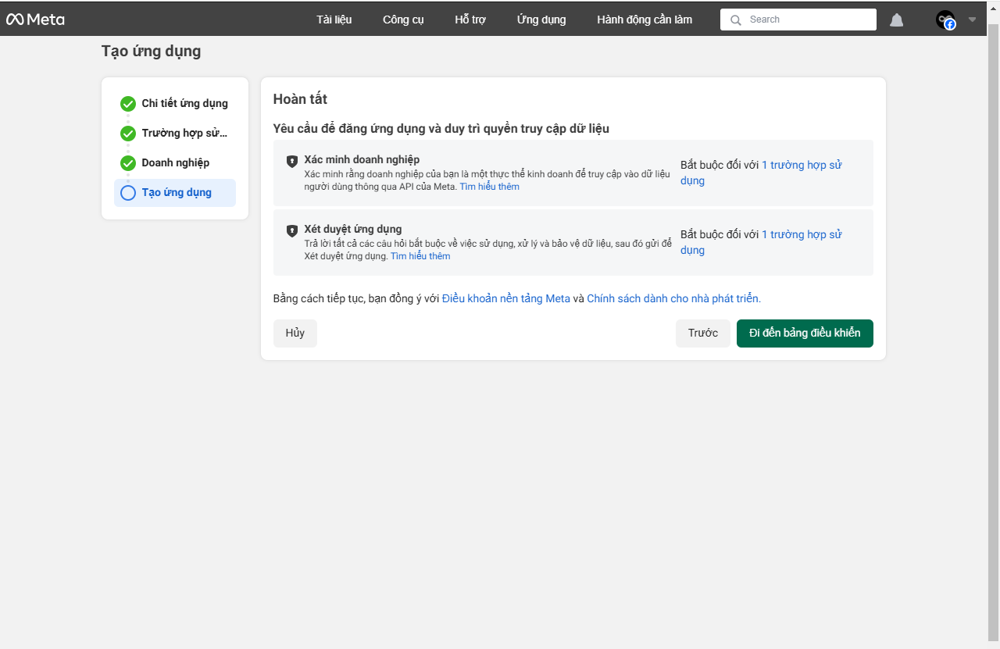 Meta
Tài liệu
Công cụ
Hỗ trợ
Ứng dụng
Hành động cần làm
Search
Tạo ứng dụng
Chi tiết ứng dụng
Trường hợp sử...
Doanh nghiệp
Tạo ứng dụng
Hoàn tất
Yêu cầu để đăng ứng dụng và duy trì quyền truy cập dữ liệu
Xác minh doanh nghiệp
Xác minh rằng doanh nghiệp của bạn là một thực thể kinh doanh để truy cập vào dữ liệu
người dùng thông qua API của Meta. Tìm hiểu thêm
Bắt buộc đối với 1 trường hợp sử
dụng
Xét duyệt ứng dụng
Trả lời tất cả các câu hỏi bắt buộc về việc sử dụng, xử lý và bảo vệ dữ liệu, sau đó gửi để
Xét duyệt ứng dụng. Tìm hiểu thêm
Bắt buộc đối với 1 trường hợp sử
dụng
Bằng cách tiếp tục, bạn đồng ý với Điều khoản nền tảng Meta và Chính sách dành cho nhà phát triển.
Hủy
Trước
Đi đến bảng điều khiển